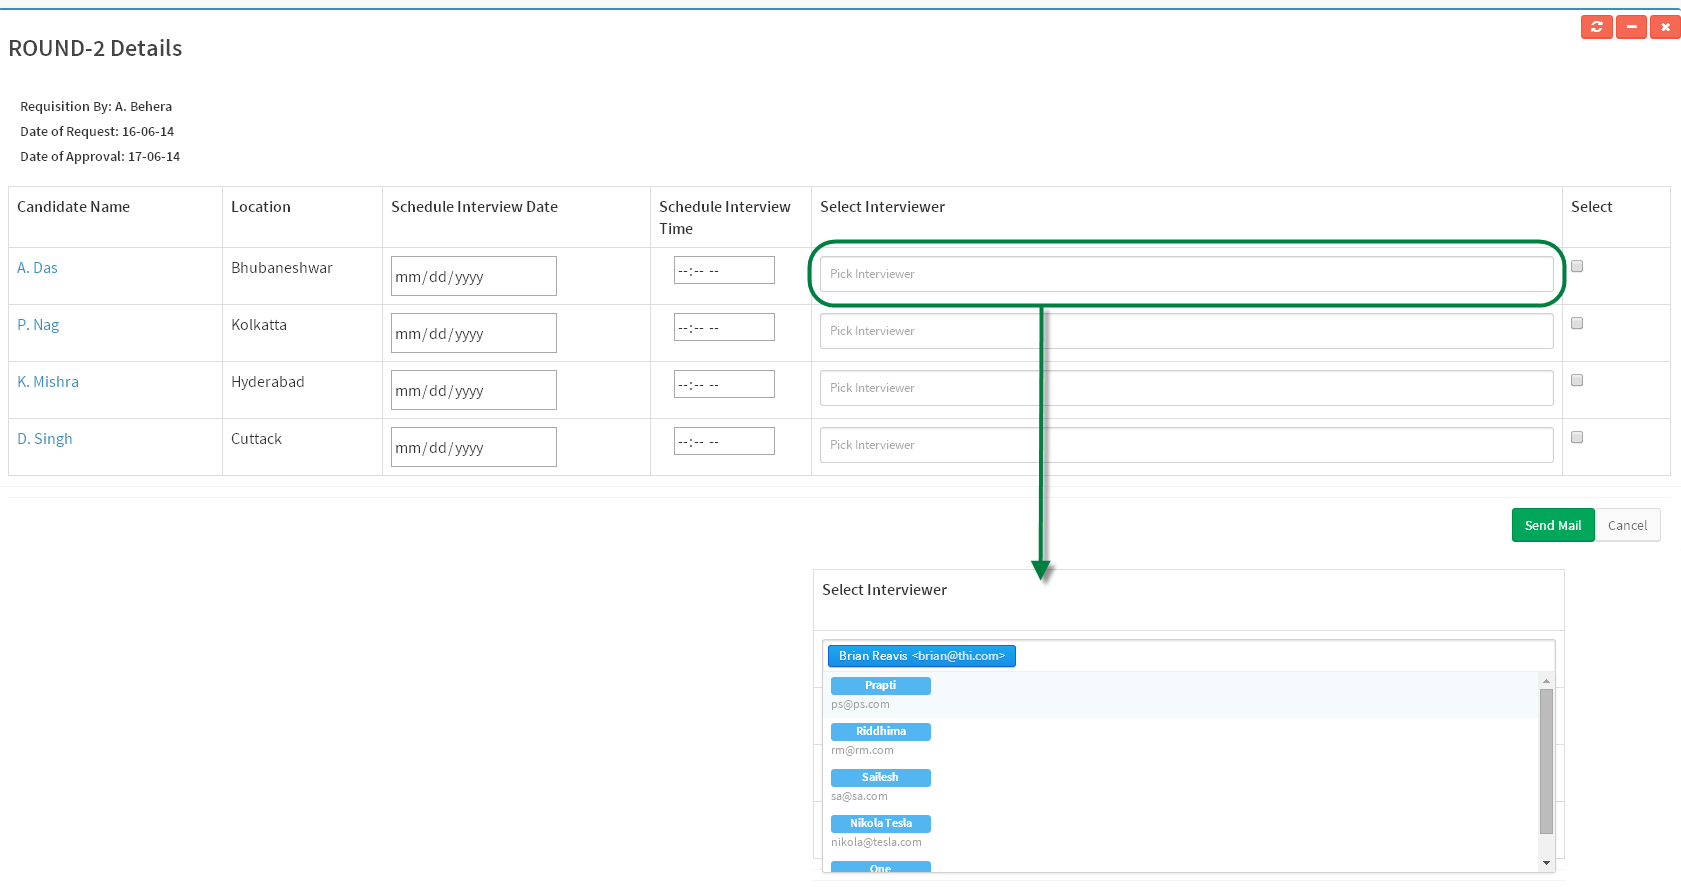 ROUND-2 Details
Requisition By: A. Behera
Date of Request: 16-06-14
Date of Approval: 17-06-14
Candidate Name Location Schedule Interview Date Schedule Interview Time Select Interviewer Select
A. Das Bhubaneshwar mm/dd/yyyy --:-- -- Pick Interviewer
P. Nag Kolkatta mm/dd/yyyy --:-- -- Pick Interviewer
K. Mishra Hyderabad mm/dd/yyyy --:-- -- Pick Interviewer
D. Singh Cuttack mm/dd/yyyy --:-- -- Pick Interviewer
Send Mail Cancel
Select Interviewer
Brian Reavis <brian@thi.com>
Prapti
ps@ps.com
Riddhima
rm@rm.com
Sailesh
sa@sa.com
Nikola Tesla
nikola@tesla.com
One